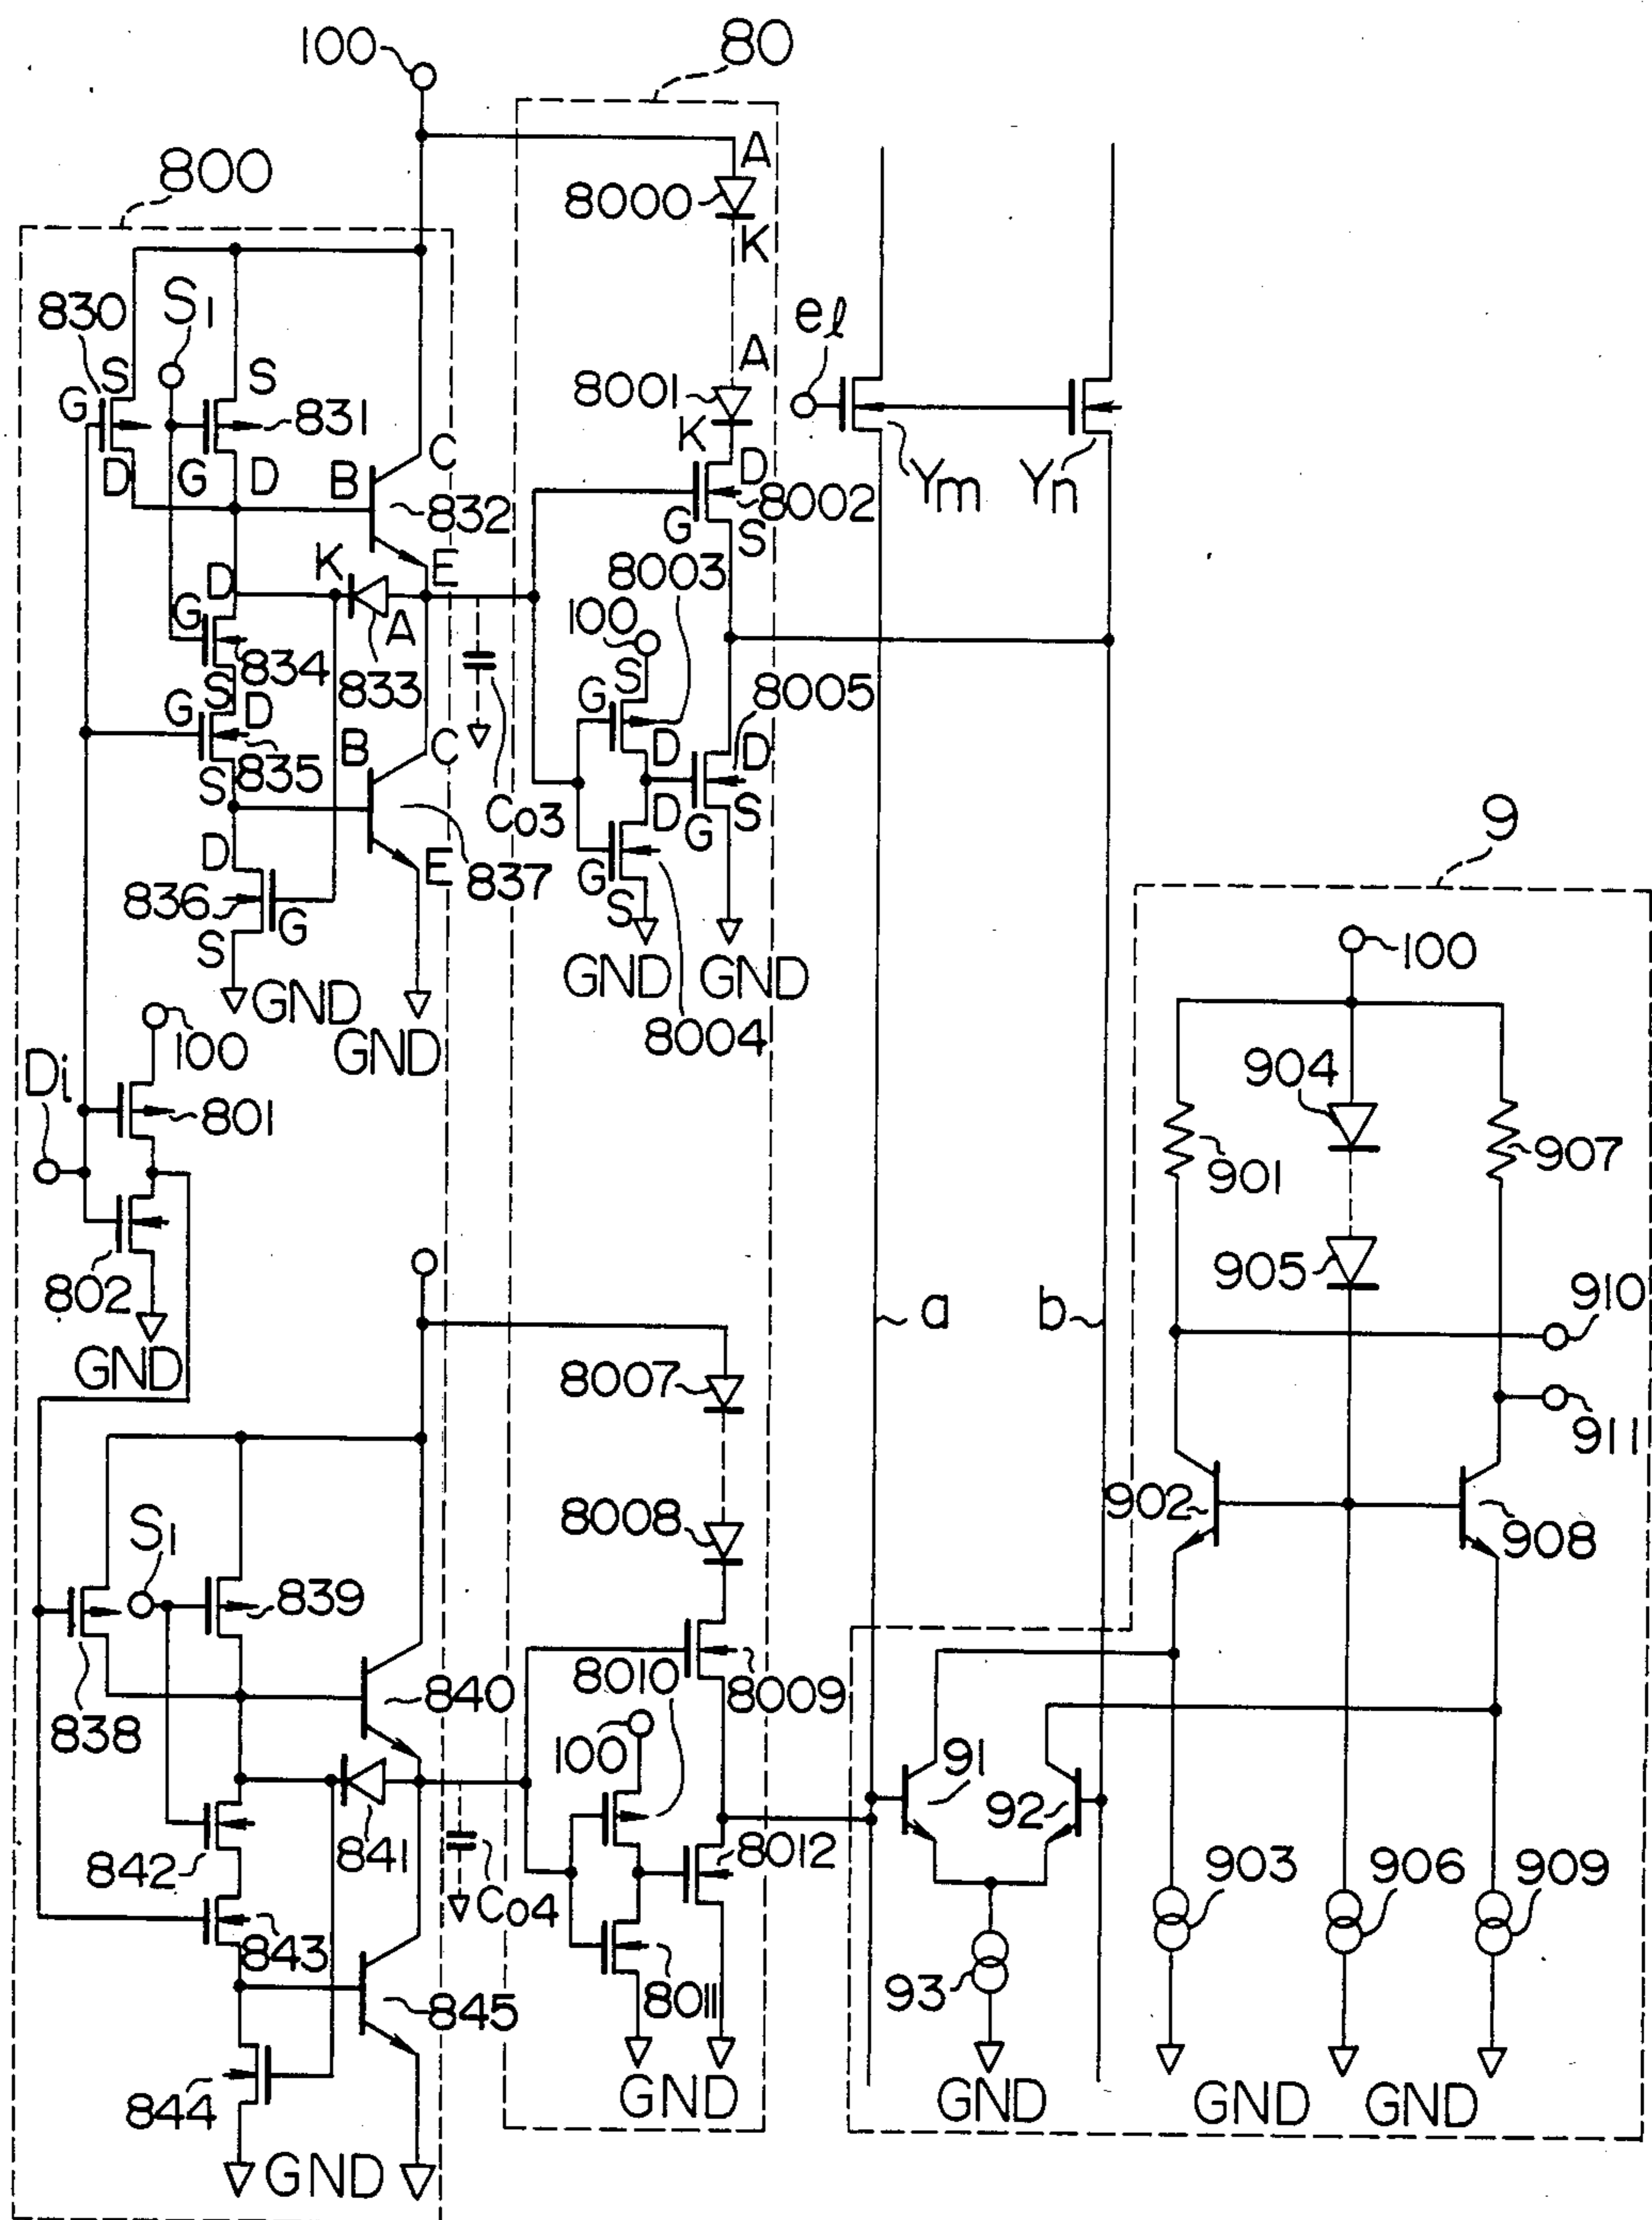 100
80
800
A
8000
K
830
S1
el
S
S
A
G
8001
831
K
C
D
D
G
D
B
Ym
Yn
8002
832
G
S
K
E
8003
D
100
G
A
S
834
833
G
8005
S
G
D
D
B
C
D
835
S
C03
D
S
G
D
E
837
G
9
836
G
S
S
GND
GND
GND
100
GND
8004
100
Di
904
801
901
907
905
910
802
a
b
GND
8007
911
902
8008
908
S1
839
8010
8009
838
840
100
91
92
8012
842
841
903
906
909
C04
843
93
845
8011
GND
GND
GND
GND
844
GND